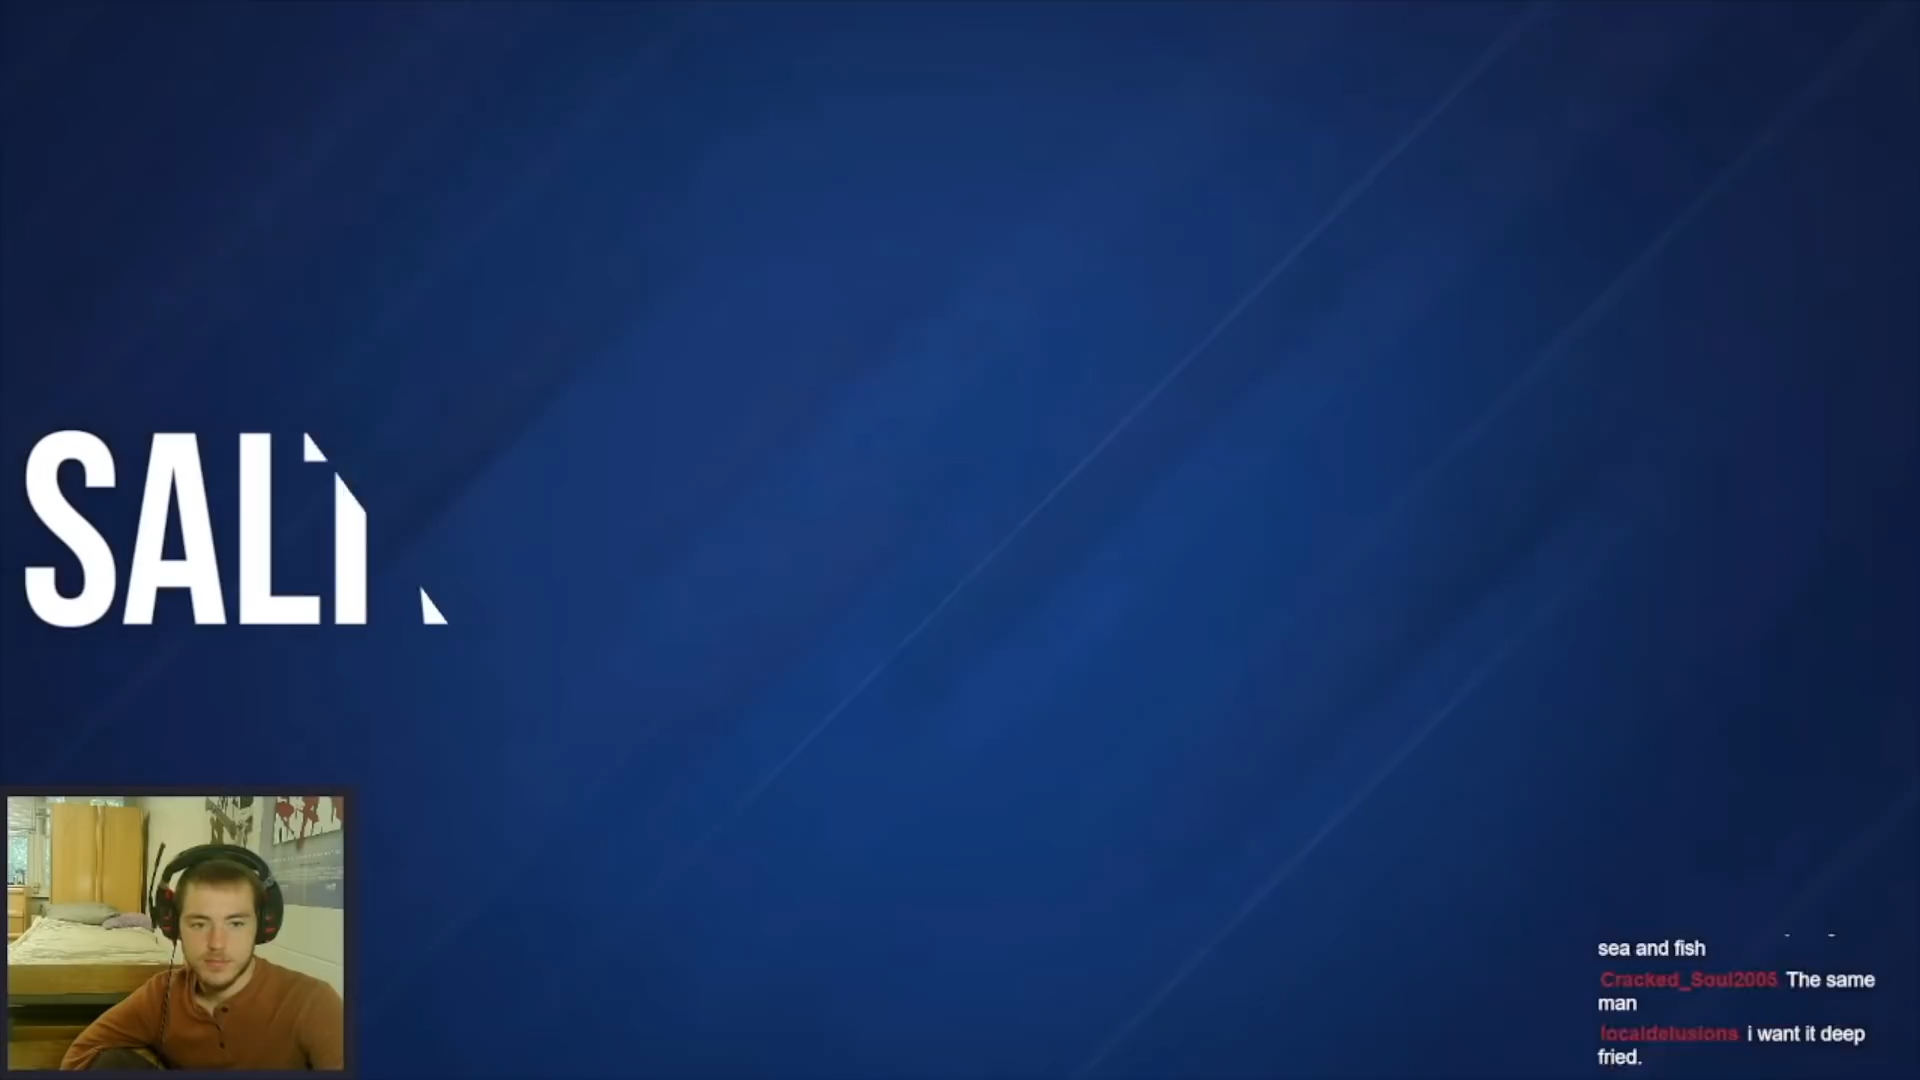 SAL
sea and fish
Cracked_Soul2005 The same
man
localdelusions i want it deep
fried.